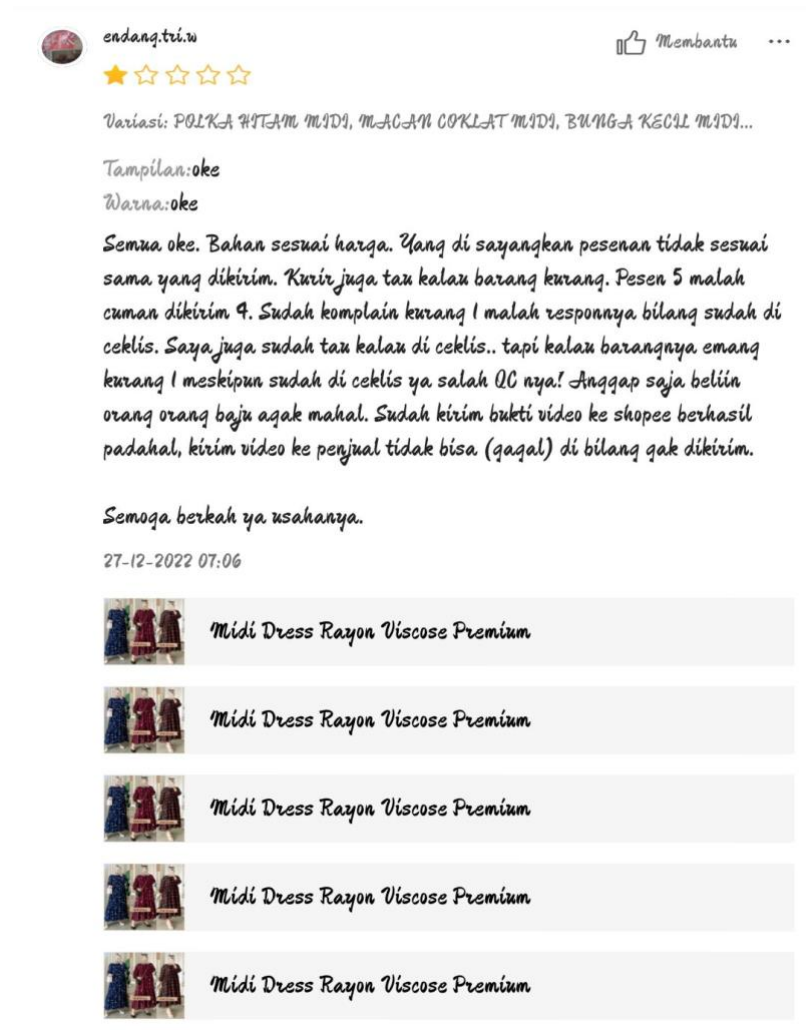 endang.tri.w
Membantu
Variasi: POLKA HITAM MIDI, MACAN COKLAT MIDI, BUNGA KECIL MIDI...
Tampilan:oke
Warna:oke
Semua oke. Bahan sesuai harga. Yang di sayangkan pesenan tidak sesuai
sama yang dikirim. Kurir juga tau kalau barang kurang. Pesen 5 malah
cuman dikirim 4. Sudah komplain kurang 1 malah responnya bilang sudah di
ceklis. Saya juga sudah tau kalau di ceklis.. tapi kalau barangnya emang
kurang 1 meskipun sudah di ceklis ya salah QC nya! Anggap saja beliin
orang orang baju agak mahal. Sudah kirim bukti video ke shopee berhasil
padahal, kirim video ke penjual tidak bisa (gagal) di bilang gak dikirim.
Semoga berkah ya usahanya.
27-12-2022 07:06
Midi Dress Rayon Viscose Premium
Midi Dress Rayon Viscose Premium
Midi Dress Rayon Viscose Premium
Midi Dress Rayon Viscose Premium
Midi Dress Rayon Viscose Premium